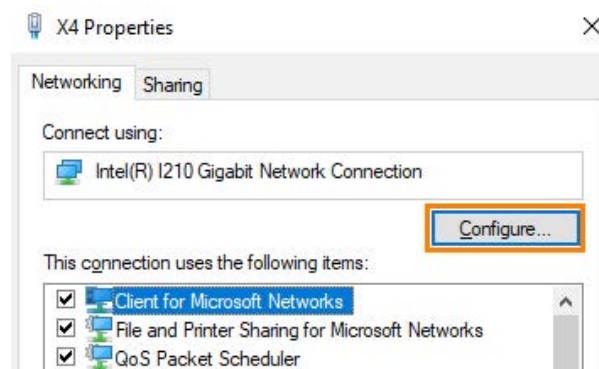 X4 Properties
Networking Sharing
Connect using:
Intel(R) I210 Gigabit Network Connection
Configure...
This connection uses the following items:
Client for Microsoft Networks
File and Printer Sharing for Microsoft Networks
QoS Packet Scheduler